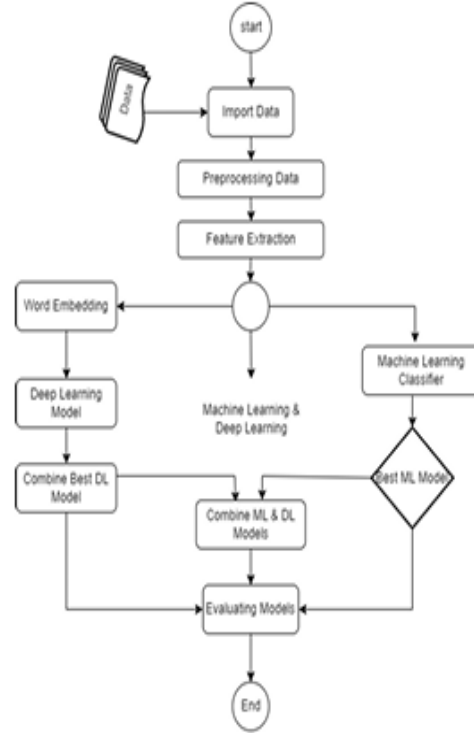 start
Data
Import Data
Preprocessing Data
Feature Extraction
Word Embedding
Machine Learning
Classifier
Deep Learning
Model
Machine Learning &
Deep Learning
Combine Best DL
Model
Best ML Model
Combine ML & DL
Models
Evaluating Models
End